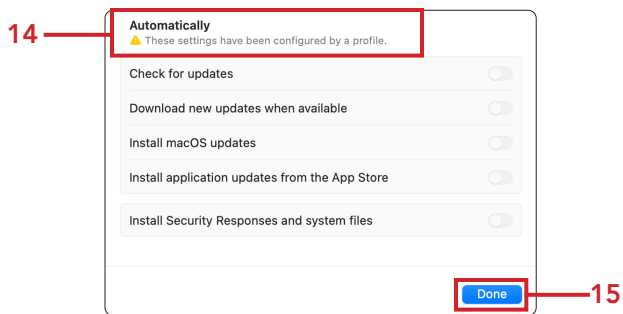 14
Automatically
These settings have been configured by a profile.
Check for updates
Download new updates when available
Install macOS updates
Install application updates from the App Store
Install Security Responses and system files
Done
15